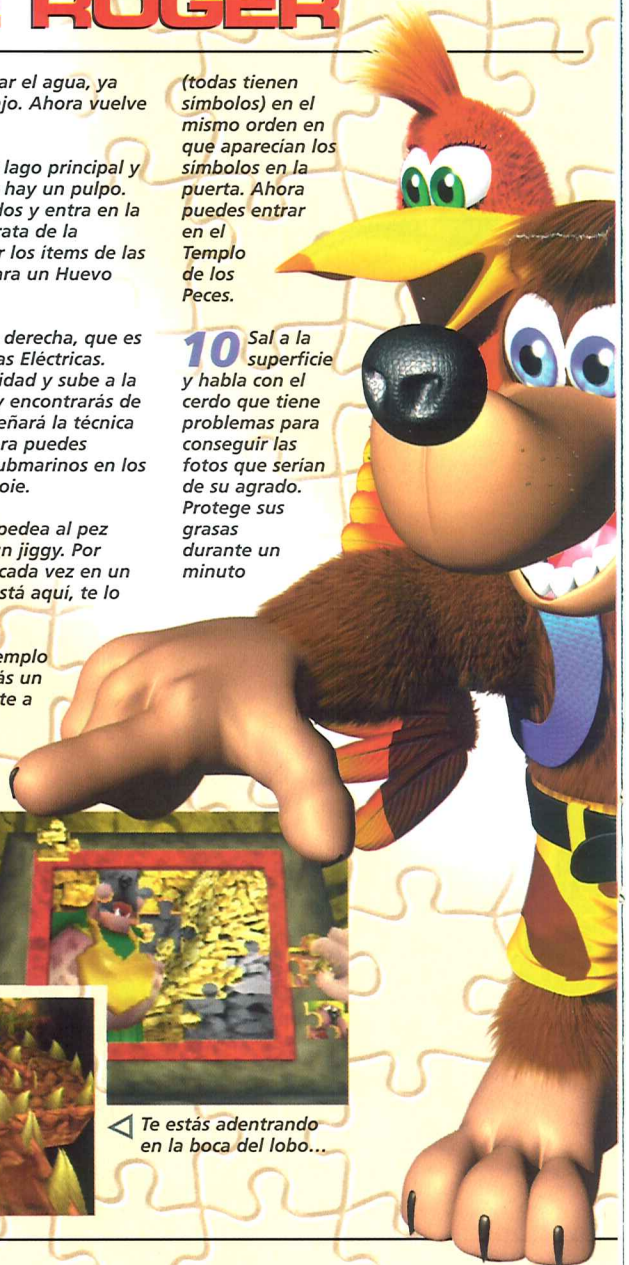 ROGER
ar el agua, ya
jo. Ahora vuelve
lago principal y
hay un pulpo.
dos y entra en la
rata de la
r los items de las
ara un Huevo
derecha, que es
as Eléctricas.
idad y sube a la
y encontrarás de
eñará la técnica
ra puedes
ubmarinos en los
oie.
pedea al pez
un jiggy. Por
cada vez en un
stá aquí, te lo
emplo
ás un
te a
(todas tienen
símbolos) en el
mismo orden en
que aparecían los
símbolos en la
puerta. Ahora
puedes entrar
en el
Templo
de los
Peces.
10 Sal a la
superficie
y habla con el
cerdo que tiene
problemas para
conseguir las
fotos que serían
de su agrado.
Protege sus
grasas
durante un
minuto
Te estás adentrando
en la boca del lobo...